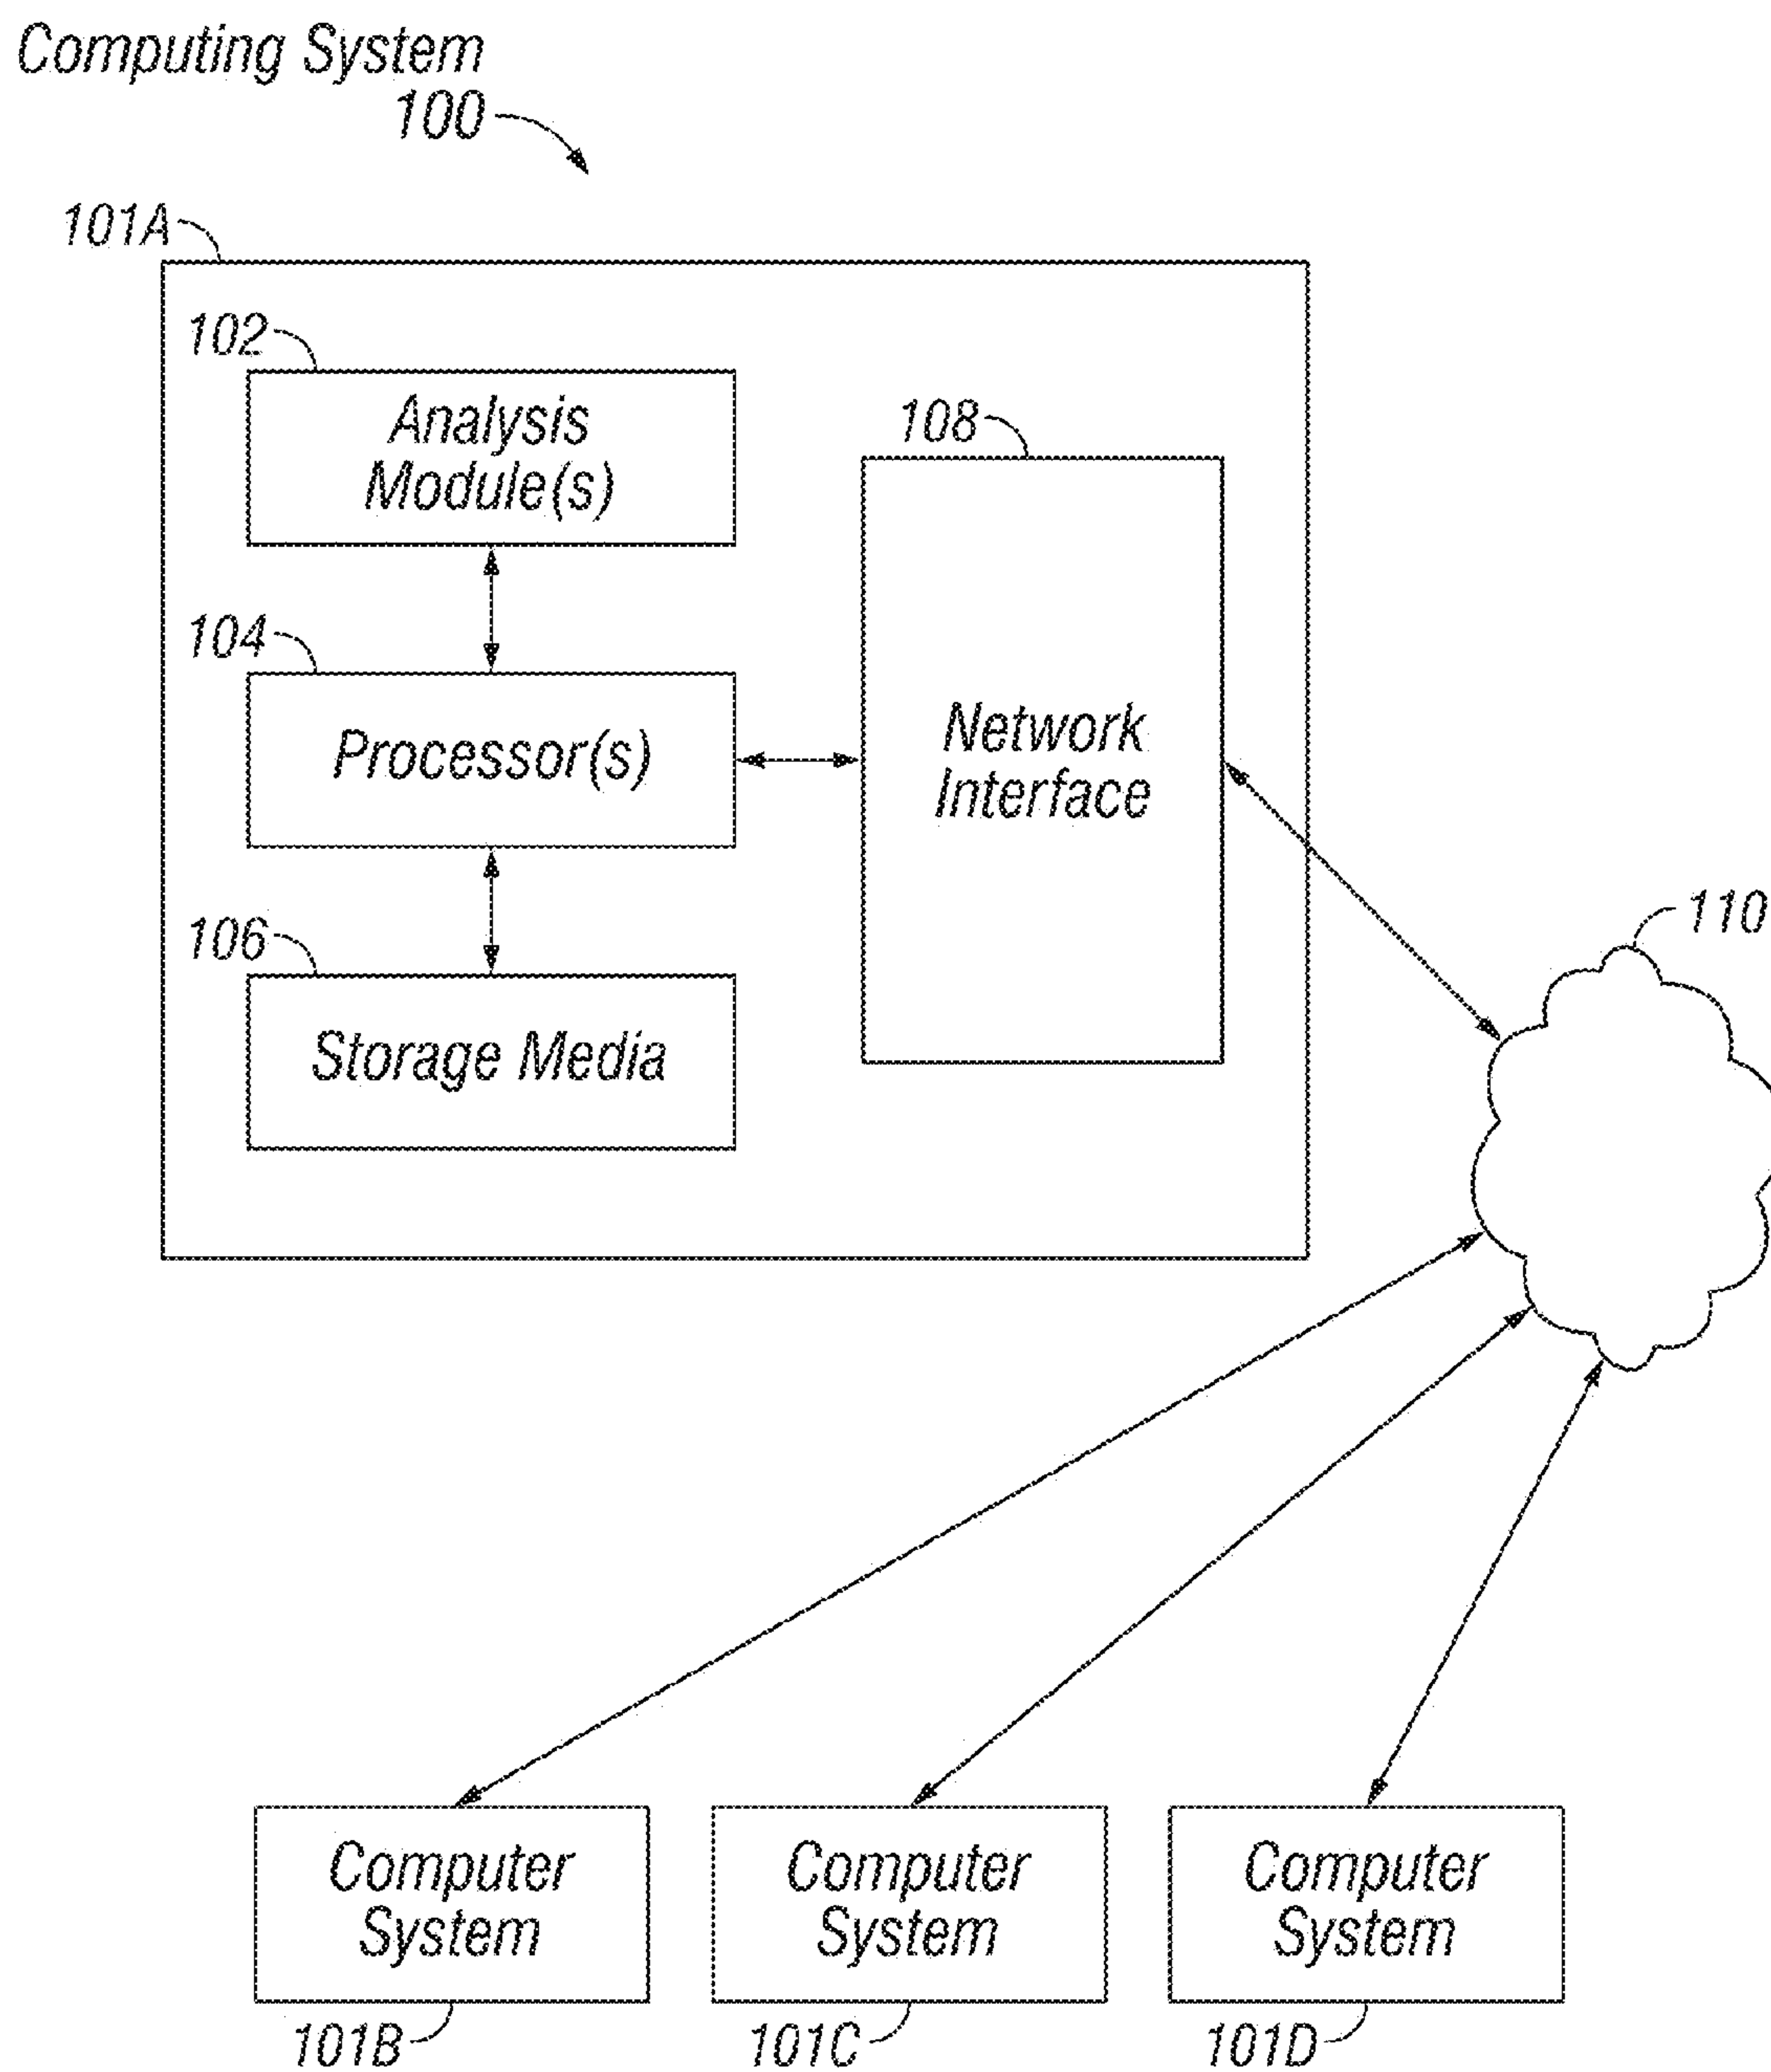 Computing System
100
101A
102
Analysis
Module(s)
108
104
Processor(s)
Network
Interface
110
106
Storage Media
Computer
System
Computer
System
Computer
System
101B
101C
101D